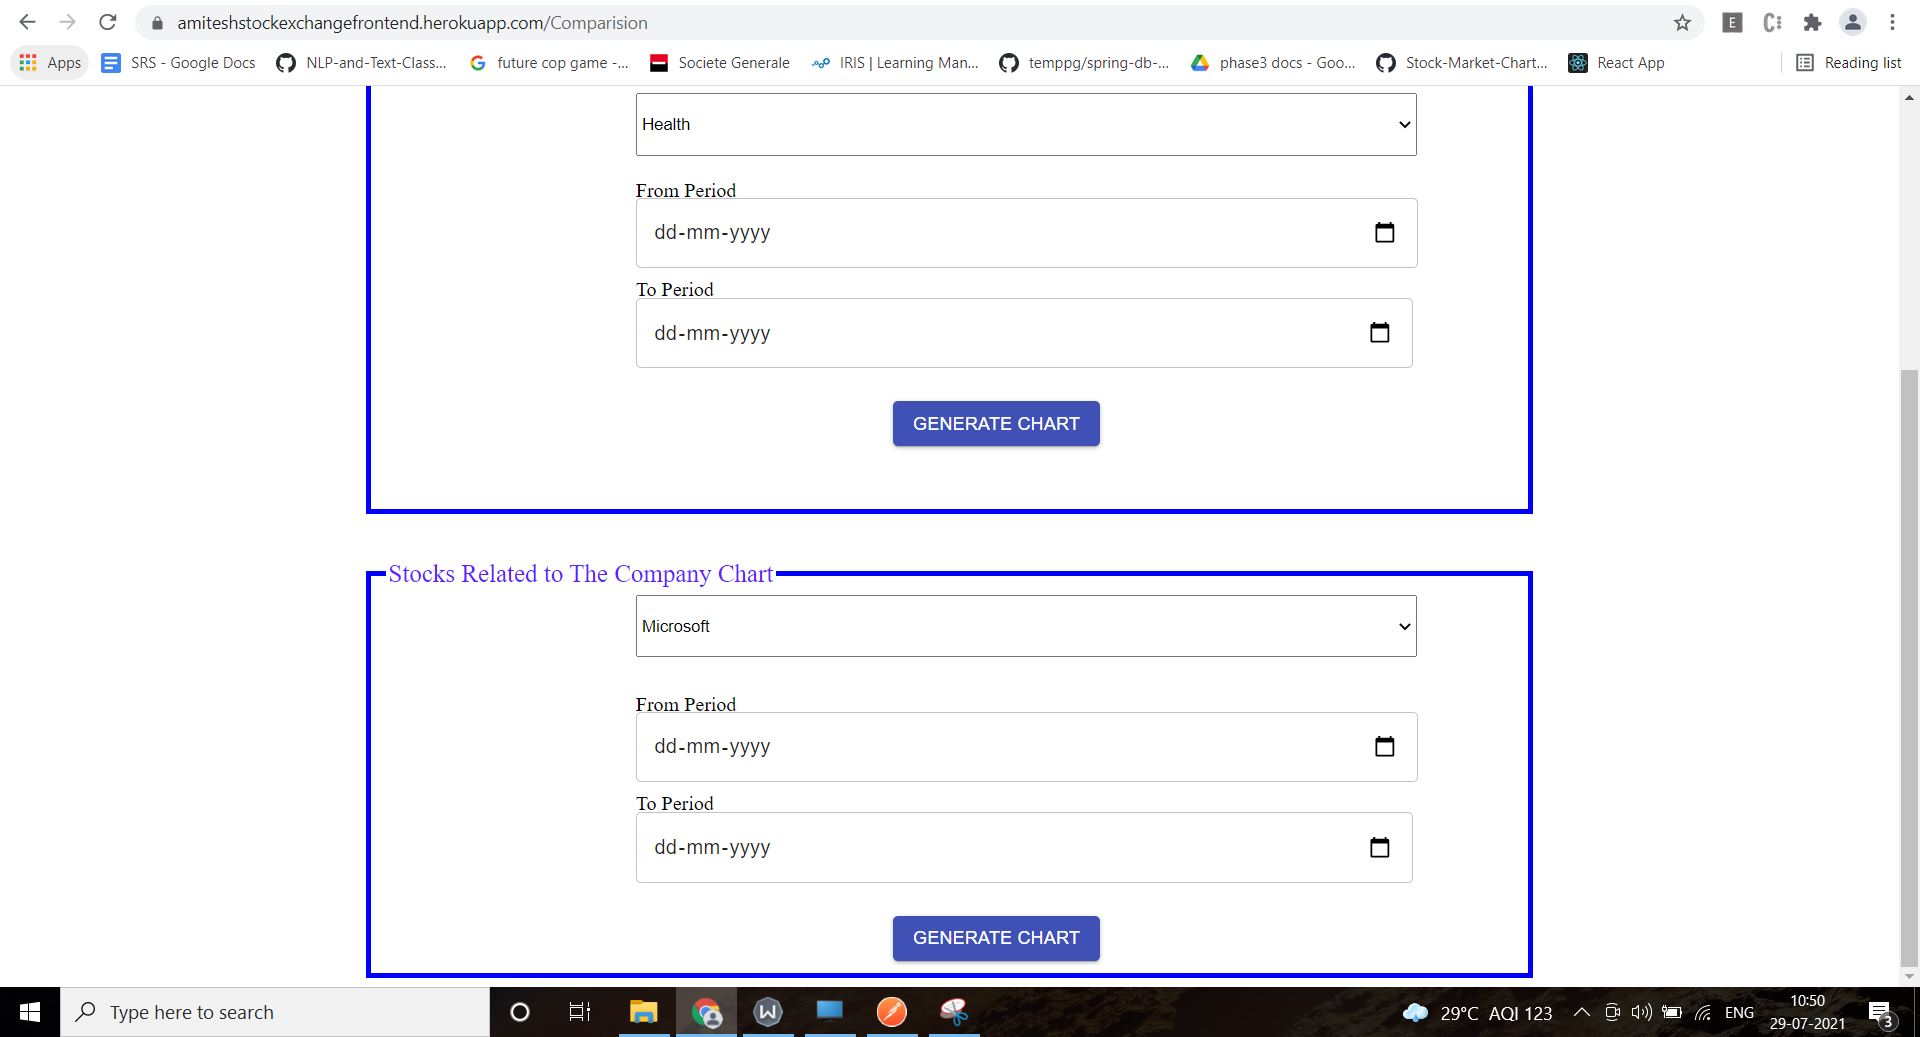 amiteshstockexchangefrontend.herokuapp.com/Comparision
E
Apps SRS - Google Docs NLP-and-Text-Class... future cop game -... Societe Generale IRIS | Learning Man... temppg/spring-db-... phase3 docs - Goo... Stock-Market-Chart... React App Reading list
Health
From Period
dd-mm-yyyy
To Period
dd-mm-yyyy
GENERATE CHART
Stocks Related to The Company Chart
Microsoft
From Period
dd-mm-yyyy
To Period
dd-mm-yyyy
GENERATE CHART
Type here to search
W
29°C AQI 123
ENG
10:50
29-07-2021
3